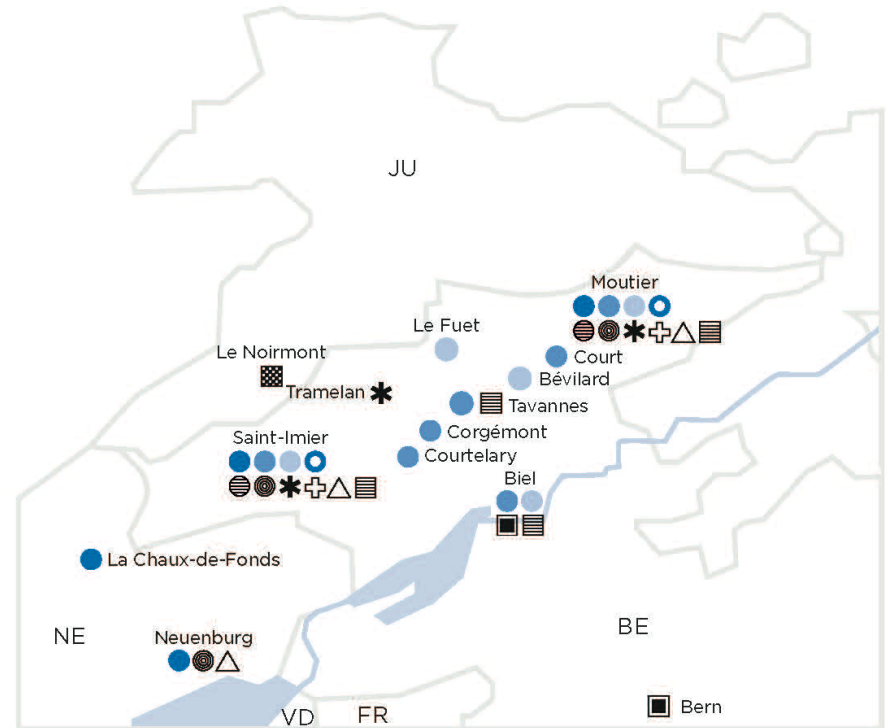 JU
Moutier
Le Fuet
Court
Le Noirmont
Bévilard
Tramelan
Tavannes
Corgémont
Saint-Imier
Courtelary
Biel
La Chaux-de-Fonds
NE
Neuenburg
BE
VD
FR
Bern